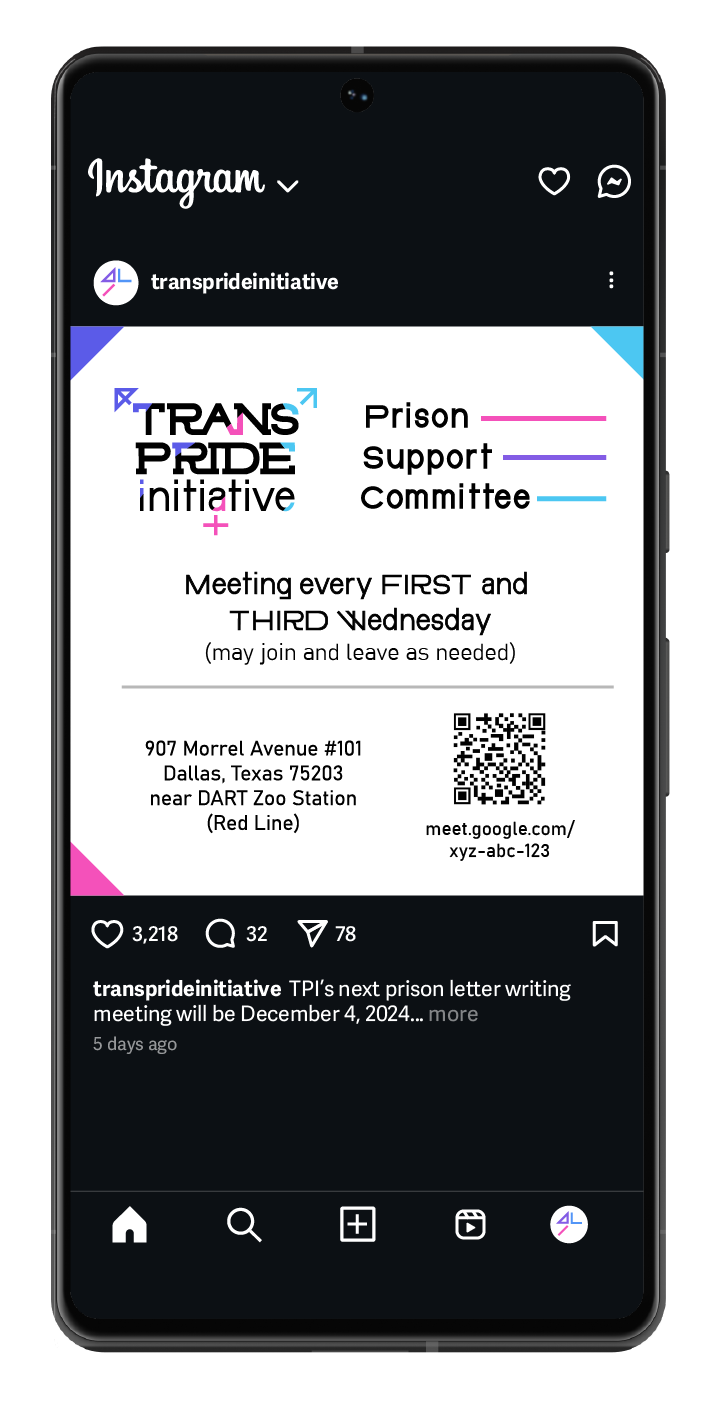 Instagram
transprideinitiative
TRANS
PRIDE
initiative
Prison
Support
Committee
Meeting every FIRST and
THIRD Wednesday
(may join and leave as needed)
907 Morrel Avenue #101
Dallas, Texas 75203
near DART Zoo Station
(Red Line)
meet.google.com/
xyz-abc-123
3,218 32 78
transprideinitiative TPI's next prison letter writing
meeting will be December 4, 2024... more
5 days ago